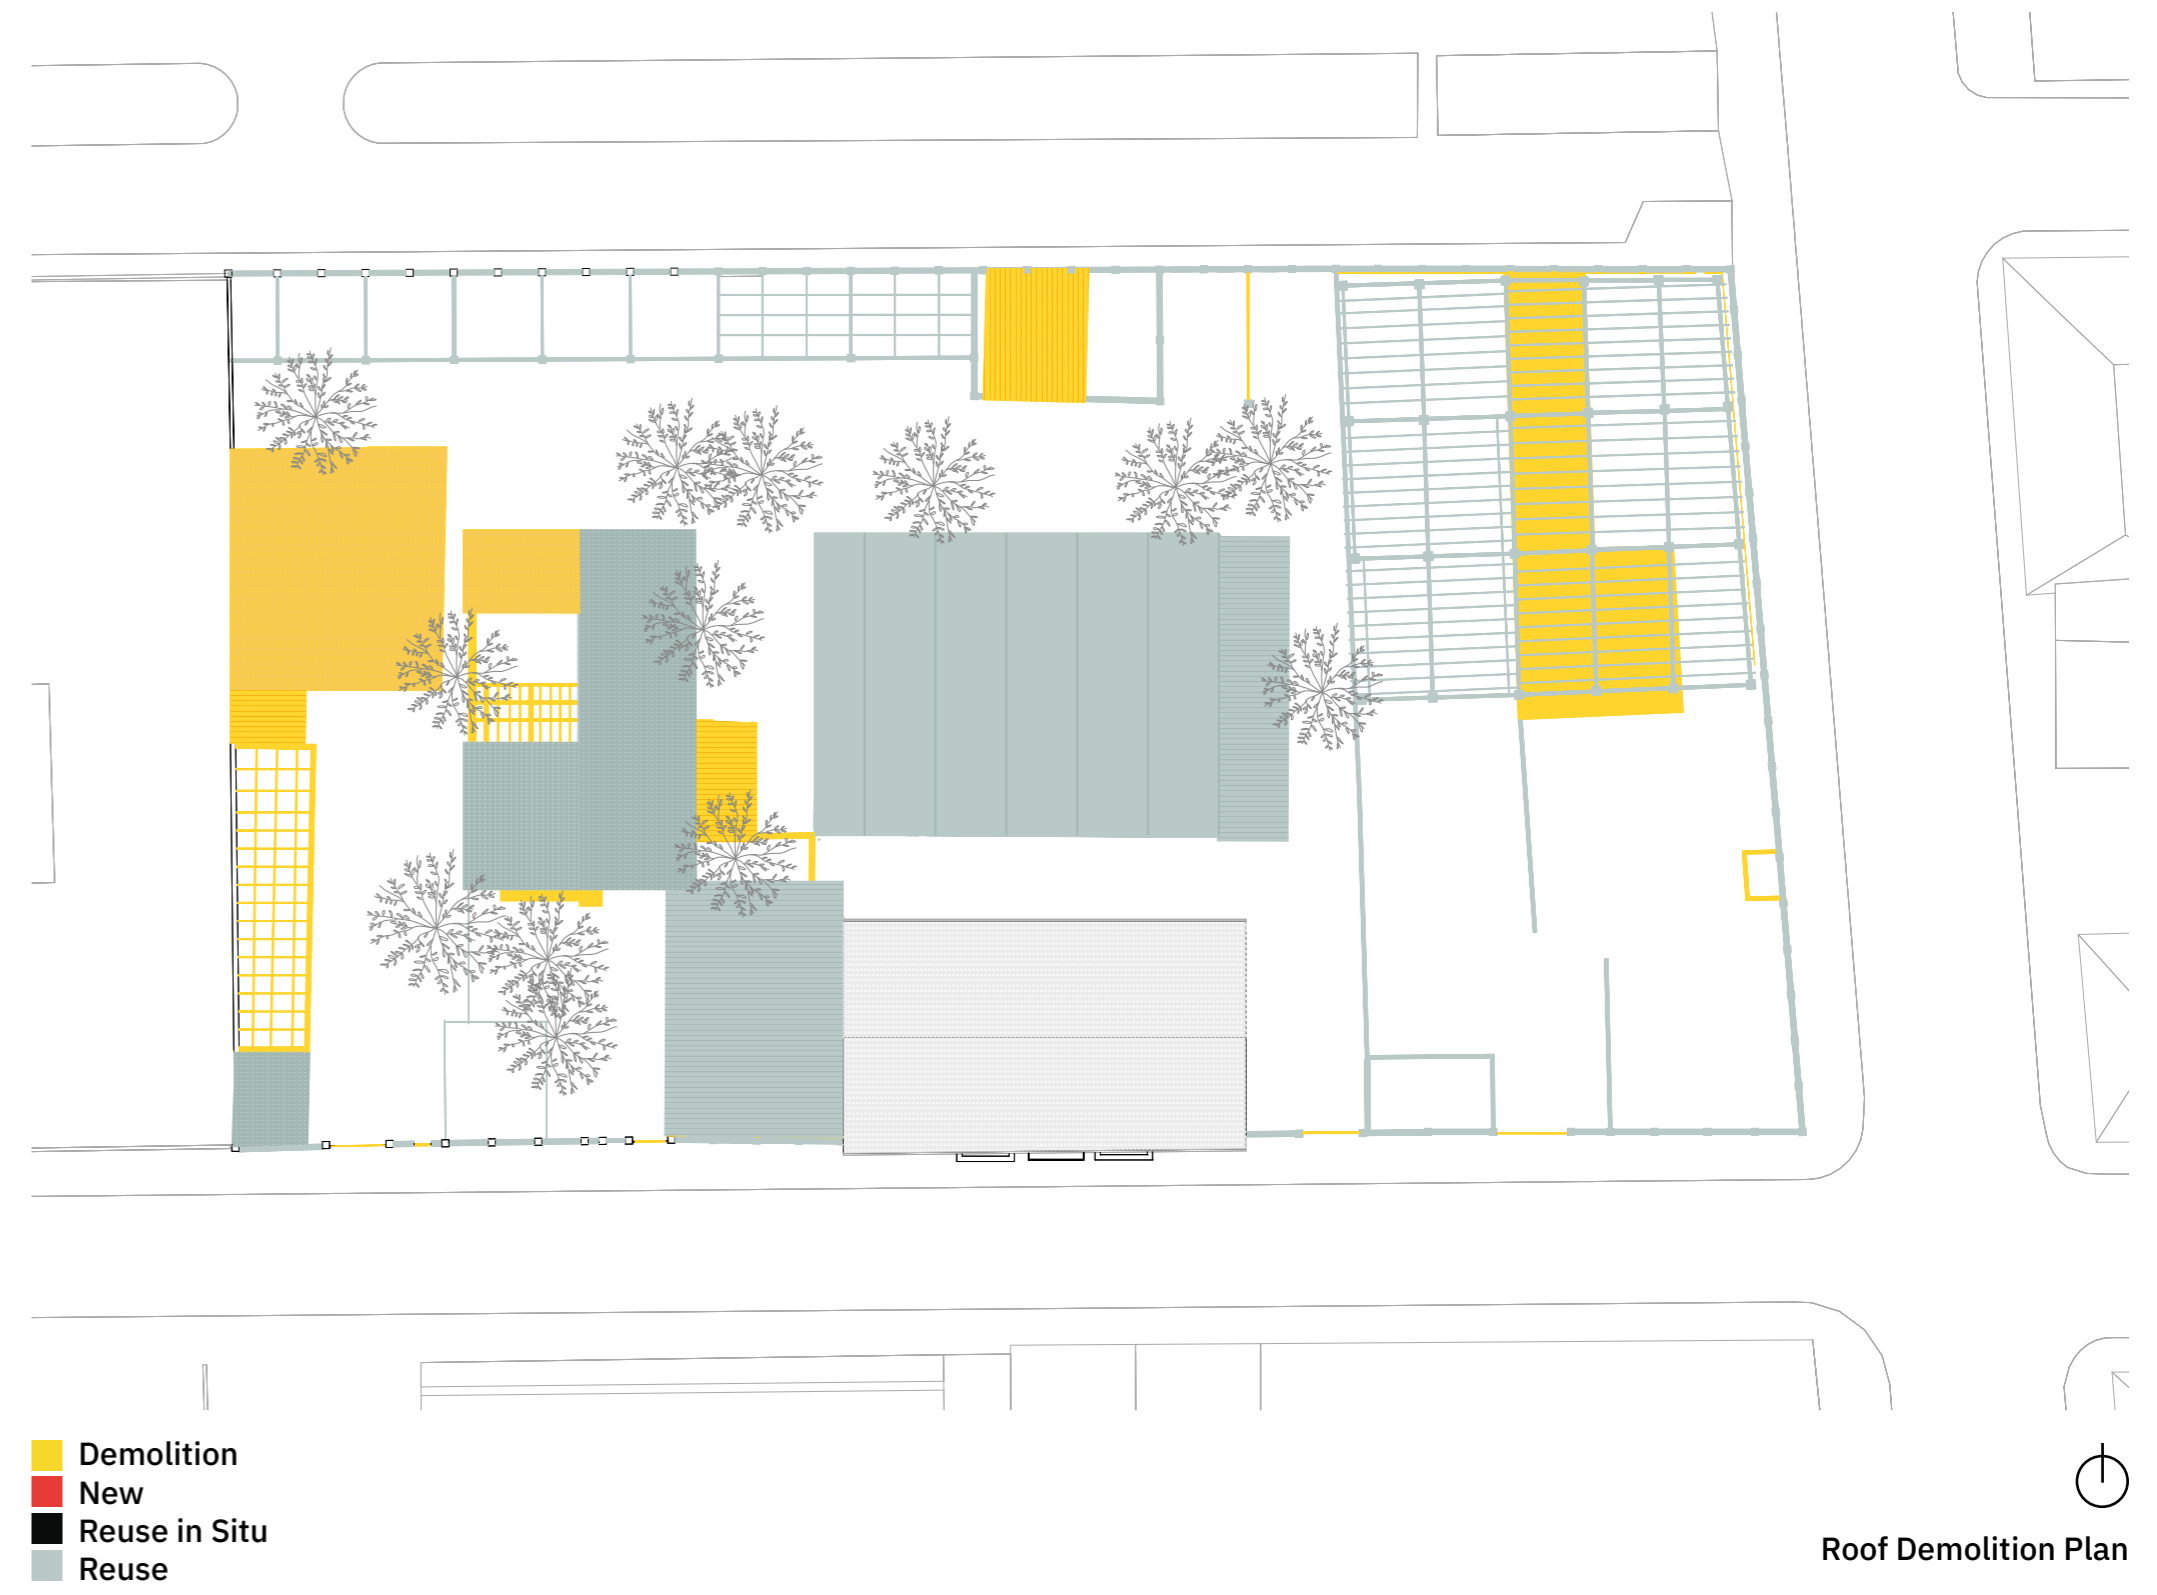 Demolition
New
Reuse in Situ
Reuse
Roof Demolition Plan